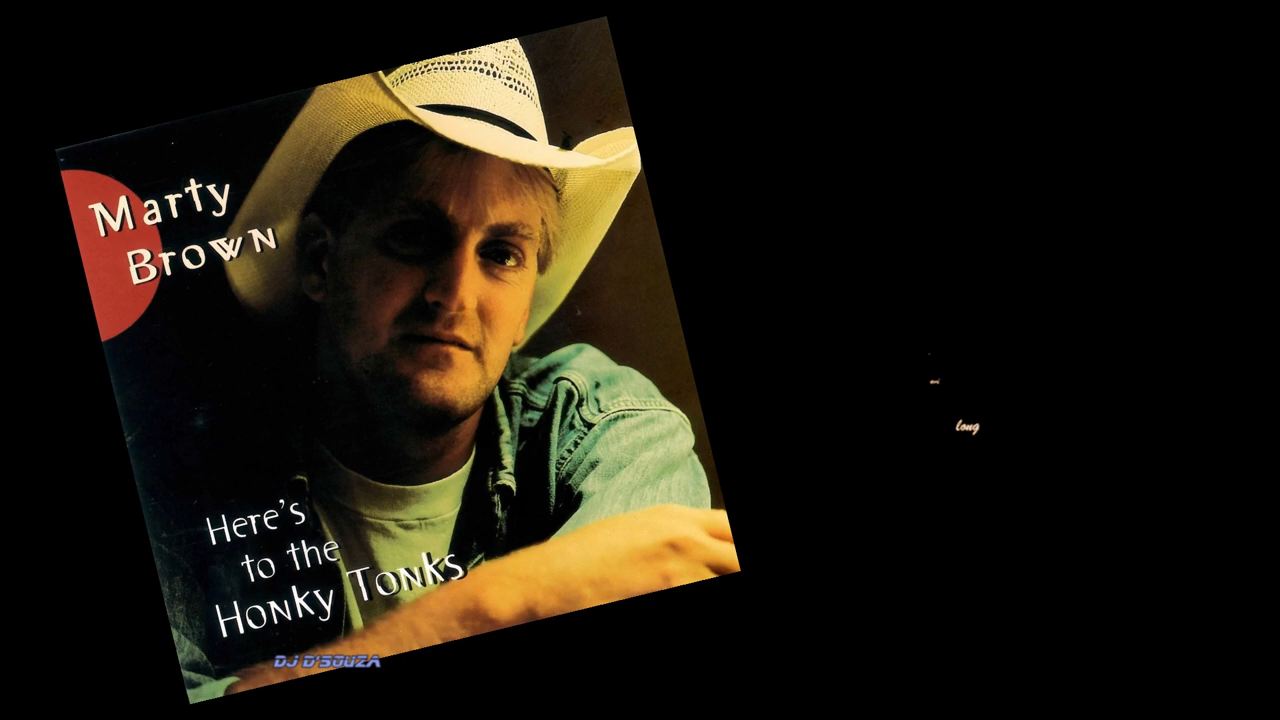 Marty
Brown
Here's
to the
Honky Tonks
DJ D'SOUZA
long